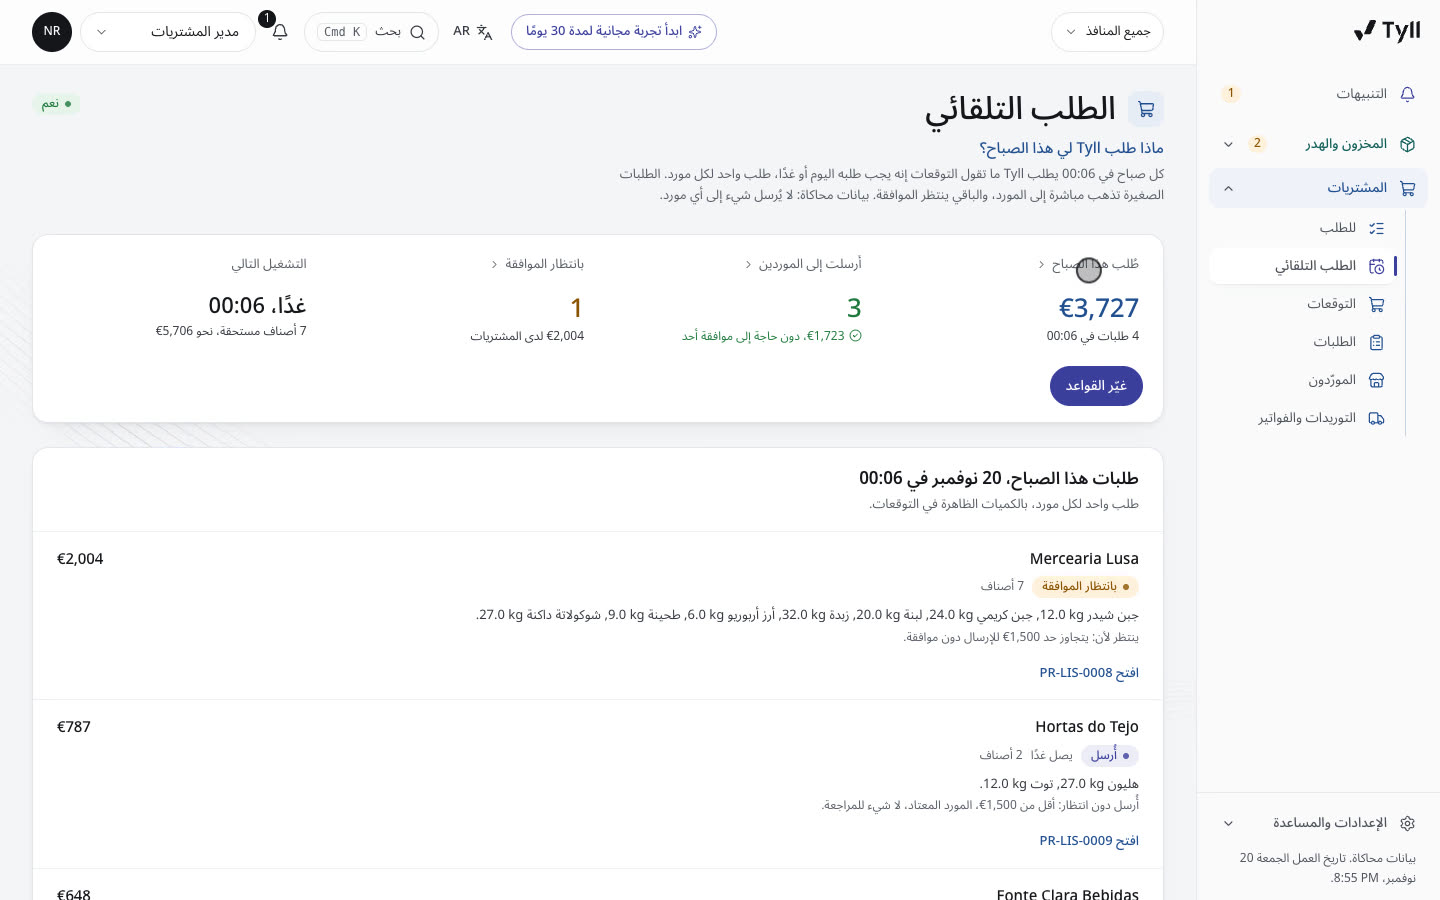 Tyll
جميع المنافذ
ابدأ تجربة مجانية لمدة 30 يومًا
AR
بحث Cmd K
1
مدير المشتريات
NR
التنبيهات 1
المخزون والهدر 2
المشتريات
للطلب
الطلب التلقائي
التوقعات
الطلبات
المورّدون
التوريدات والفواتير
الإعدادات والمساعدة
بيانات محاكاة. تاريخ العمل الجمعة 20
نوفمبر، 8:55 PM.
الطلب التلقائي
نعم
ماذا طلب Tyll لي هذا الصباح؟
كل صباح في 00:06 يطلب Tyll ما تقول التوقعات إنه يجب طلبه اليوم أو غدًا، طلب واحد لكل مورد. الطلبات
الصغيرة تذهب مباشرة إلى المورد، والباقي ينتظر الموافقة. بيانات محاكاة: لا يُرسل شيء إلى أي مورد.
طُلب هذا الصباح
€3,727
4 طلبات في 00:06
أرسلت إلى الموردين
3
€1,723، دون حاجة إلى موافقة أحد
بانتظار الموافقة
1
€2,004 لدى المشتريات
التشغيل التالي
غدًا، 00:06
7 أصناف مستحقة، نحو €5,706
غيّر القواعد
طلبات هذا الصباح، 20 نوفمبر في 00:06
طلب واحد لكل مورد، بالكميات الظاهرة في التوقعات.
Mercearia Lusa €2,004
بانتظار الموافقة 7 أصناف
جبن شيدر 12.0 kg, جبن كريمي 24.0 kg, لبنة 20.0 kg, زبدة 32.0 kg, أرز أربوريو 6.0 kg, طحينة 9.0 kg, شوكولاتة داكنة 27.0 kg.
ينتظر لأن: يتجاوز حد €1,500 للإرسال دون موافقة.
افتح PR-LIS-0008
Hortas do Tejo €787
أُرسل يصل غدًا 2 أصناف
هليون 27.0 kg, توت 12.0 kg.
أُرسل دون انتظار: أقل من €1,500، المورد المعتاد، لا شيء للمراجعة.
افتح PR-LIS-0009
Fonte Clara Bebidas €648